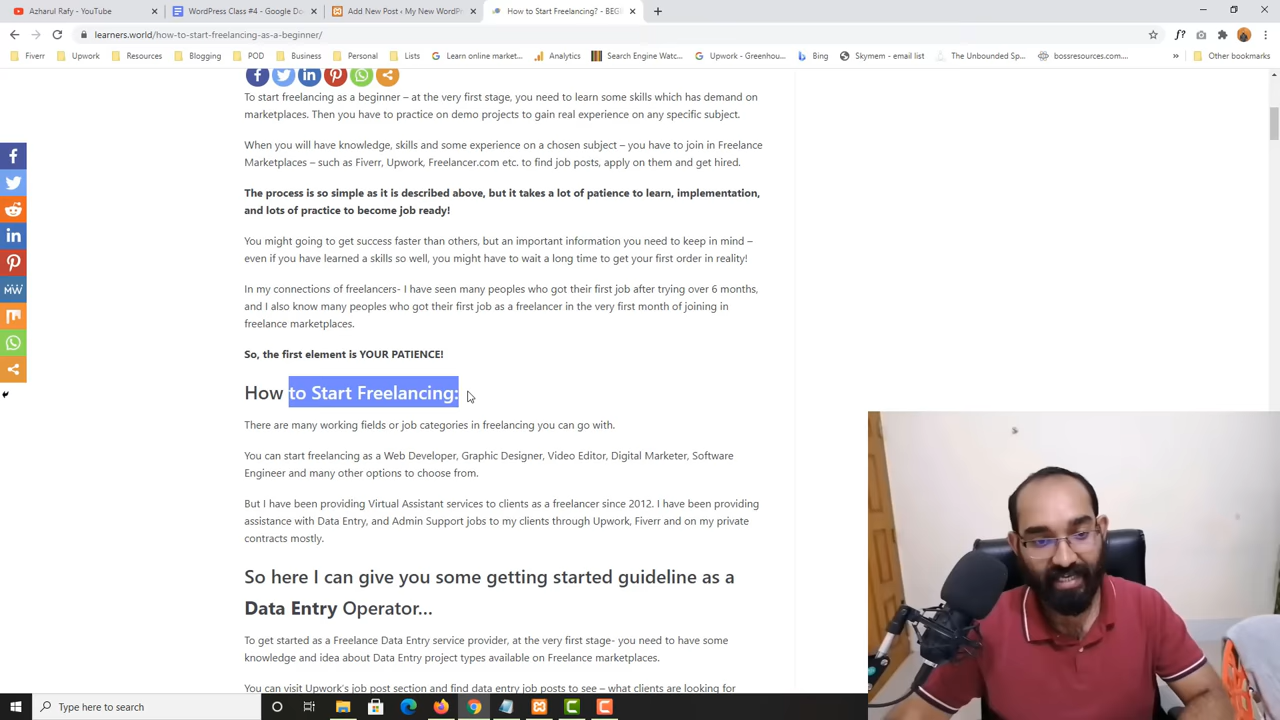 Azharul Rafy - YouTube
WordPress Class #4 - Google Do
Add New Post ‹ My New WordP
How to Start Freelancing? - BEG
learners.world/how-to-start-freelancing-as-a-beginner/
Fiverr
Upwork
Resources
Blogging
POD
Business
Personal
Lists
Learn online market...
Analytics
Search Engine Watc...
Upwork - Greenhou...
Bing
Skymem - email list
The Unbounded Sp...
bossresources.com...
Other bookmarks
To start freelancing as a beginner – at the very first stage, you need to learn some skills which has demand on
marketplaces. Then you have to practice on demo projects to gain real experience on any specific subject.
When you will have knowledge, skills and some experience on a chosen subject – you have to join in Freelance
Marketplaces – such as Fiverr, Upwork, Freelancer.com etc. to find job posts, apply on them and get hired.
The process is so simple as it is described above, but it takes a lot of patience to learn, implementation,
and lots of practice to become job ready!
You might going to get success faster than others, but an important information you need to keep in mind –
even if you have learned a skills so well, you might have to wait a long time to get your first order in reality!
In my connections of freelancers- I have seen many peoples who got their first job after trying over 6 months,
and I also know many peoples who got their first job as a freelancer in the very first month of joining in
freelance marketplaces.
So, the first element is YOUR PATIENCE!
How to Start Freelancing:
There are many working fields or job categories in freelancing you can go with.
You can start freelancing as a Web Developer, Graphic Designer, Video Editor, Digital Marketer, Software
Engineer and many other options to choose from.
But I have been providing Virtual Assistant services to clients as a freelancer since 2012. I have been providing
assistance with Data Entry, and Admin Support jobs to my clients through Upwork, Fiverr and on my private
contracts mostly.
So here I can give you some getting started guideline as a
Data Entry Operator...
To get started as a Freelance Data Entry service provider, at the very first stage- you need to have some
knowledge and idea about Data Entry project types available on Freelance marketplaces.
You can visit Upwork's job post section and find data entry job posts to see – what clients are looking for
Type here to search